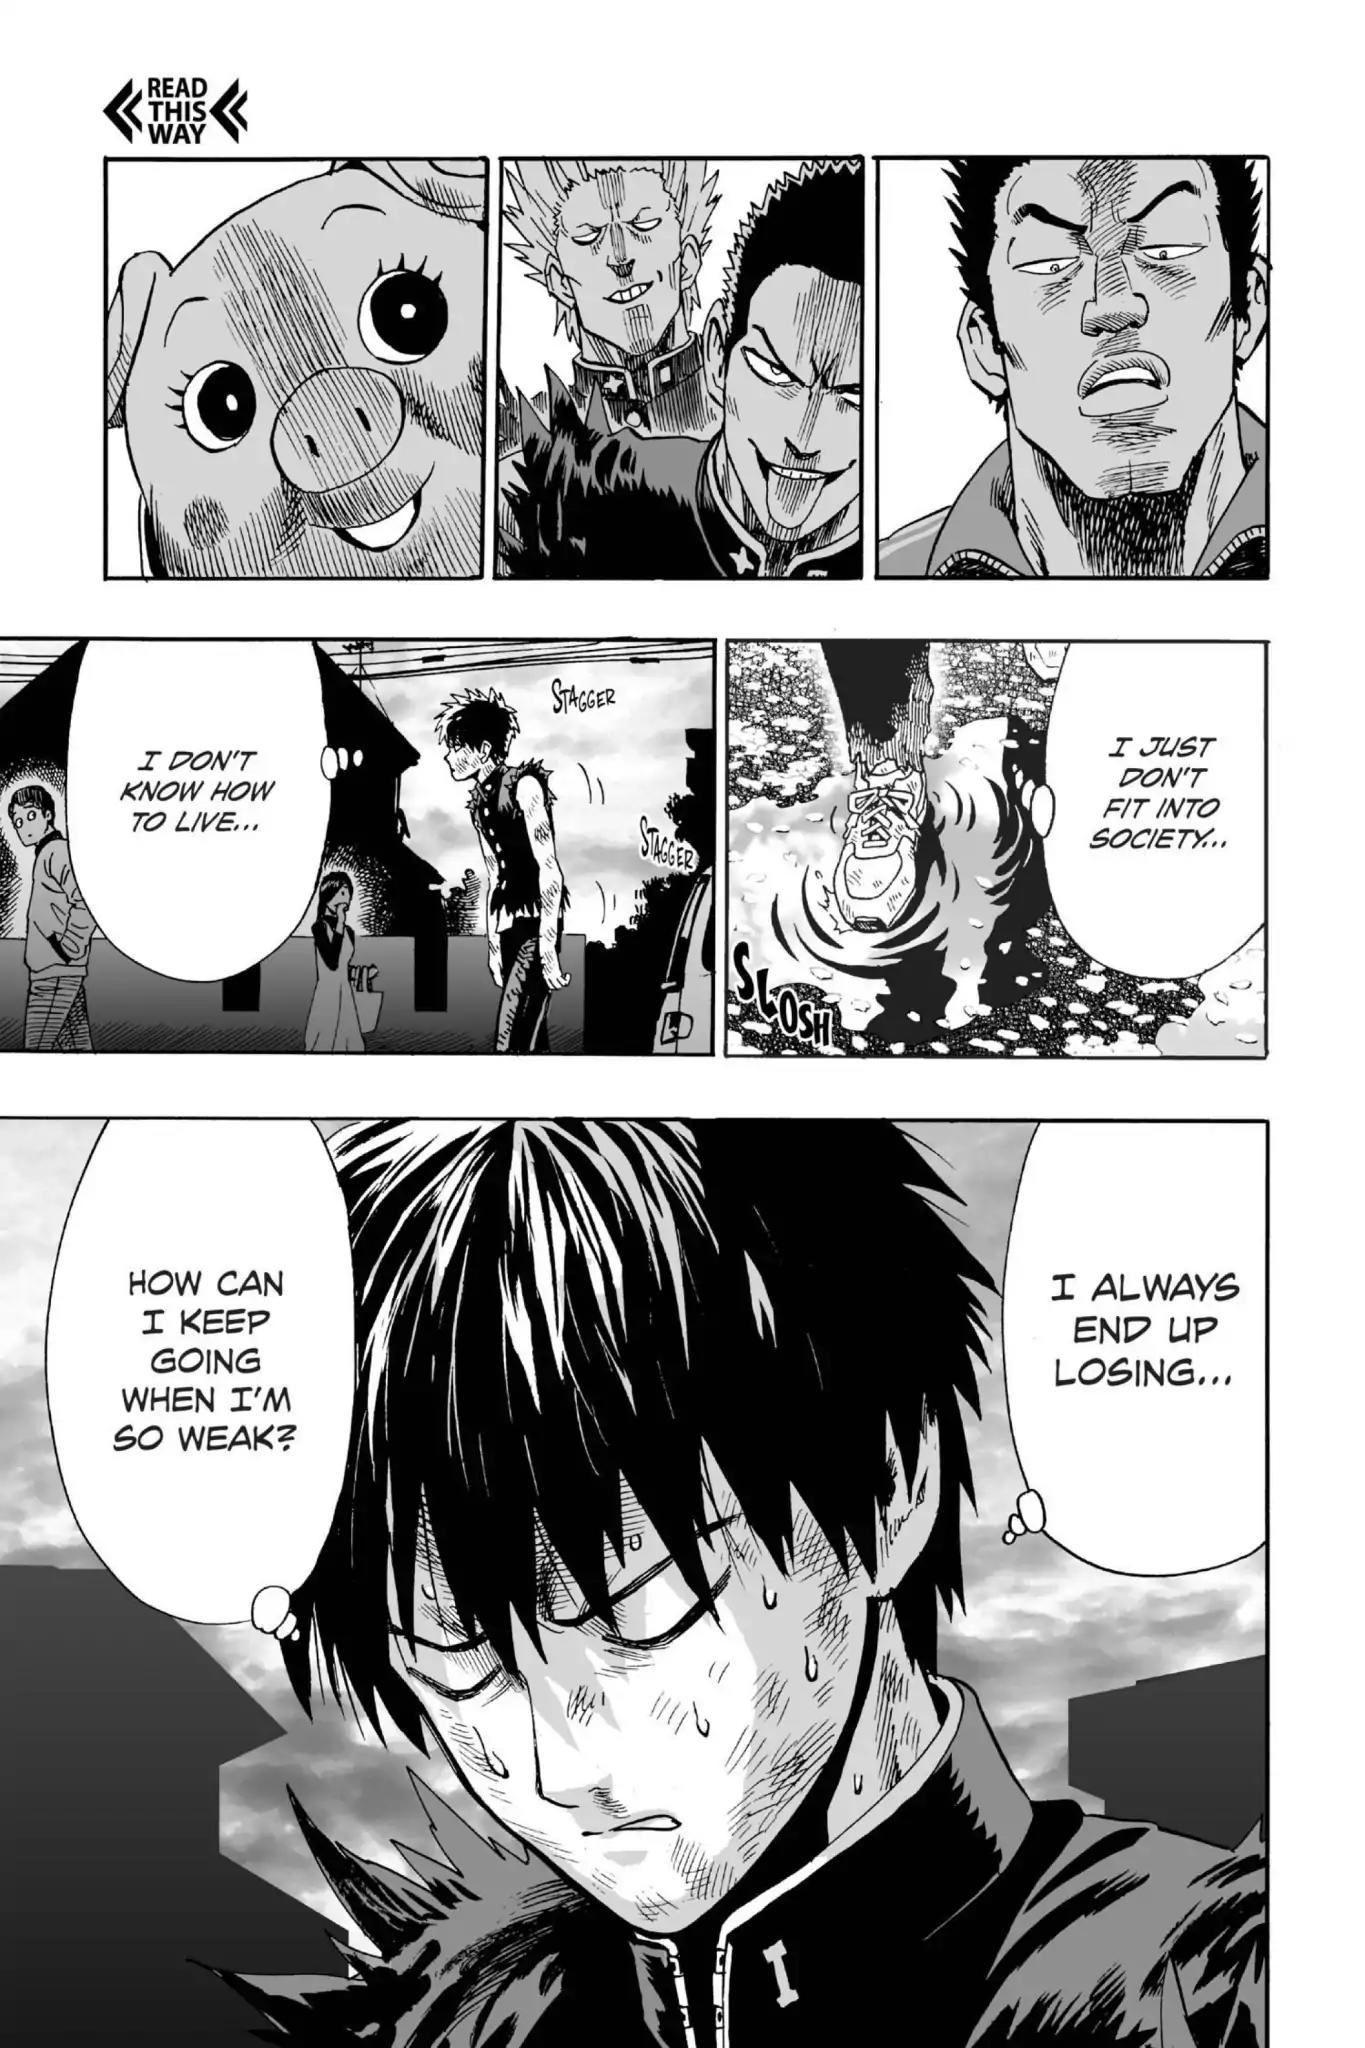 READ
THIS
WAY
I JUST
DON'T
FIT INTO
SOCIETY...
SLOSH
STAGGER
STAGGER
I DON'T
KNOW HOW
TO LIVE...
I ALWAYS
END UP
LOSING...
HOW CAN
I KEEP
GOING
WHEN I'M
SO WEAK?
I